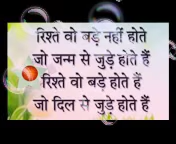 रिश्ते वो बड़े नहीं होते
जो जन्म से जुड़े होते हैं
रिश्ते वो बड़े होते हैं
जो दिल से जुड़े होते हैं